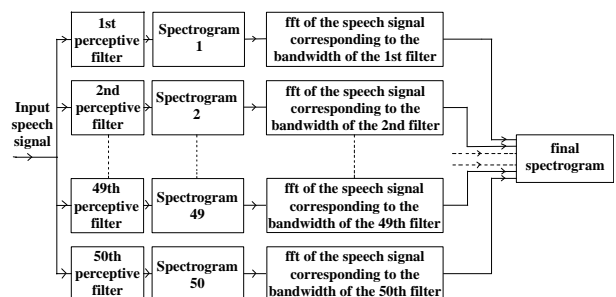 1st
perceptive
filter
Spectrogram
1
fft of the speech signal
corresponding to the
bandwidth of the 1st filter
Input
speech
signal
2nd
perceptive
filter
Spectrogram
2
fft of the speech signal
corresponding to the
bandwidth of the 2nd filter
final
spectrogram
49th
perceptive
filter
Spectrogram
49
fft of the speech signal
corresponding to the
bandwidth of the 49th filter
50th
perceptive
filter
Spectrogram
50
fft of the speech signal
corresponding to the
bandwidth of the 50th filter